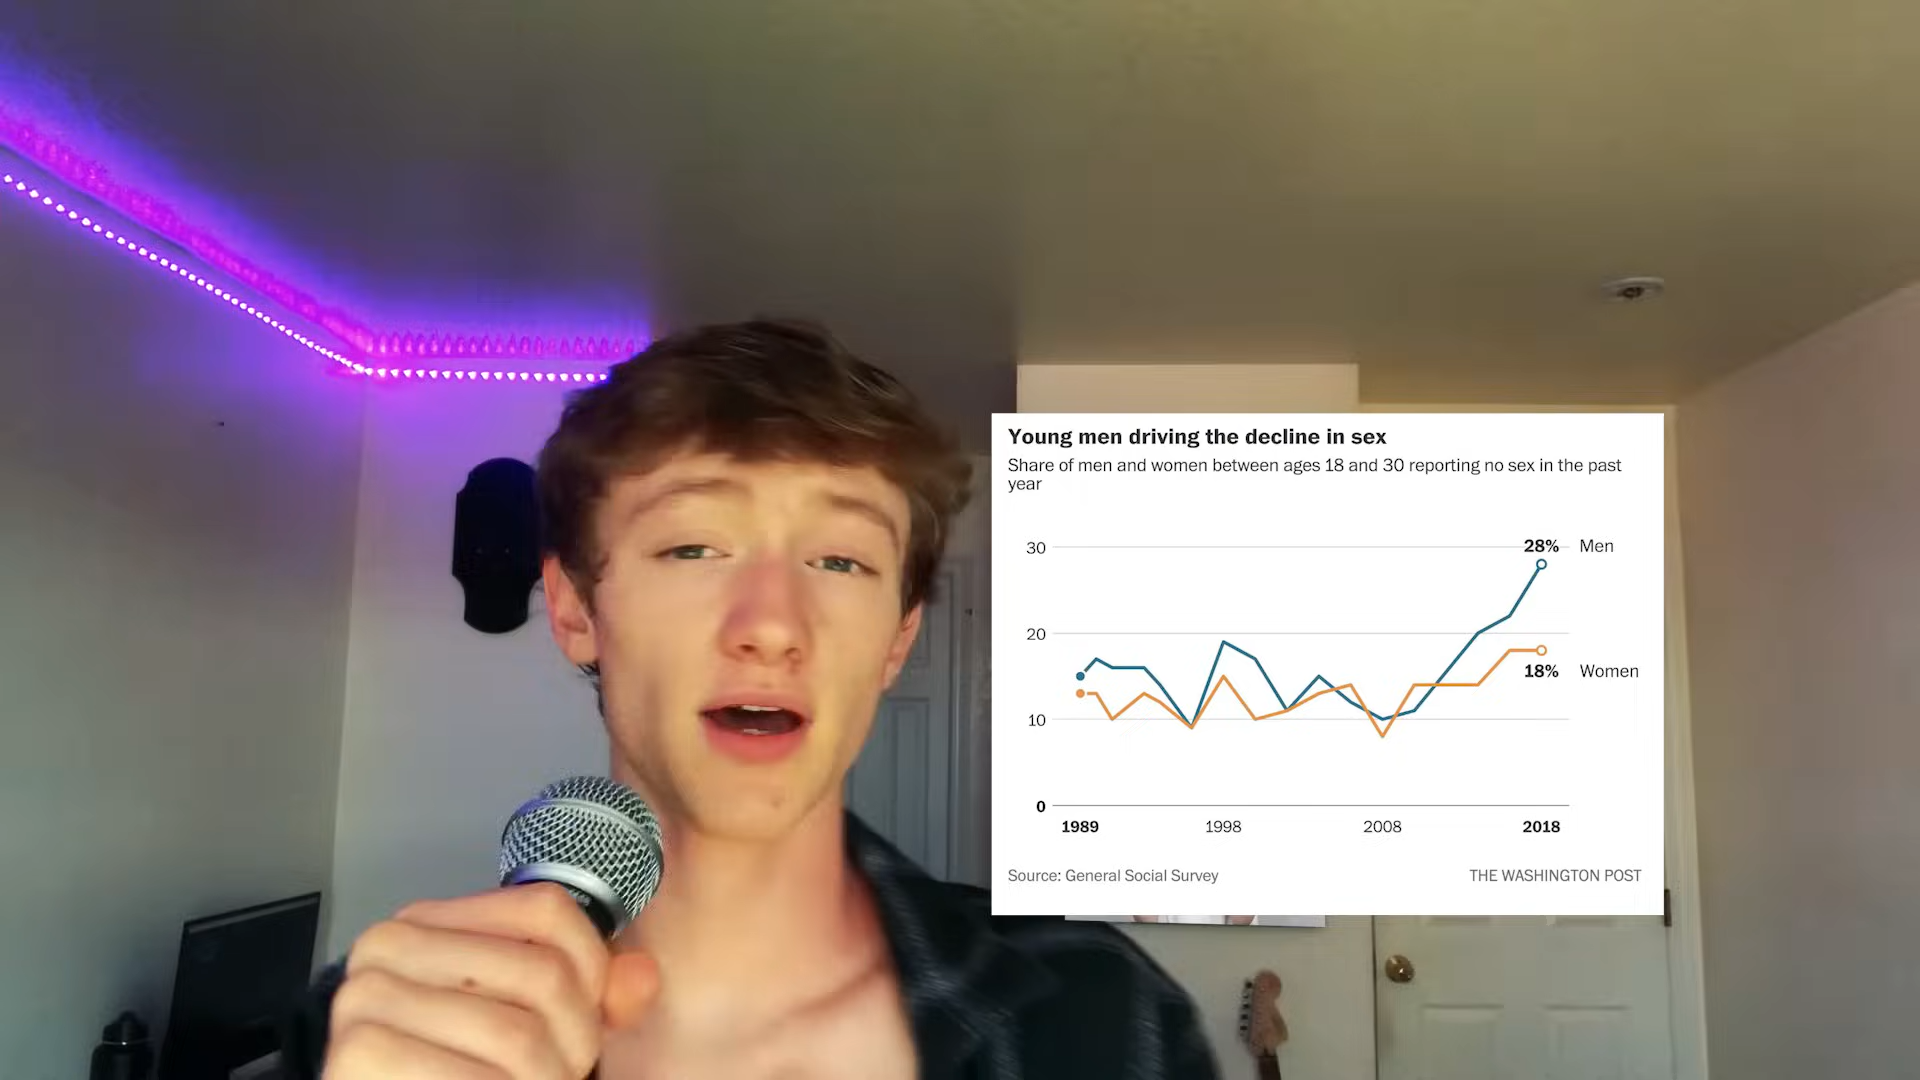 Young men driving the decline in sex
Share of men and women between ages 18 and 30 reporting no sex in the past
year
30
28% Men
20
18% Women
10
0
1989 1998 2008 2018
Source: General Social Survey THE WASHINGTON POST